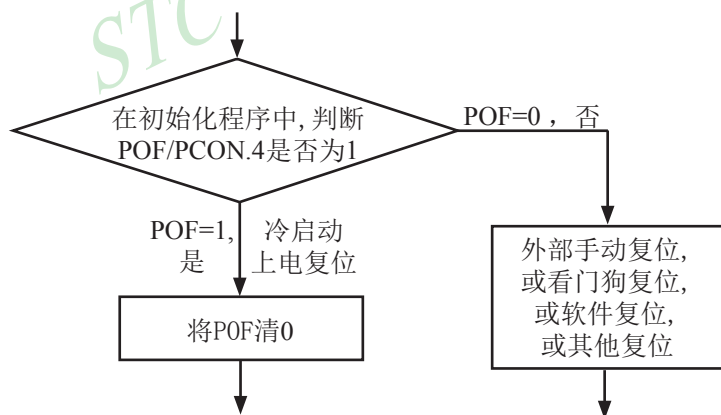 STC
在初始化程序中,判断
POF/PCON.4是否为1
POF=0 ，否
POF=1, 冷启动
是 上电复位
将POF清0
外部手动复位,
或看门狗复位,
或软件复位,
或其他复位